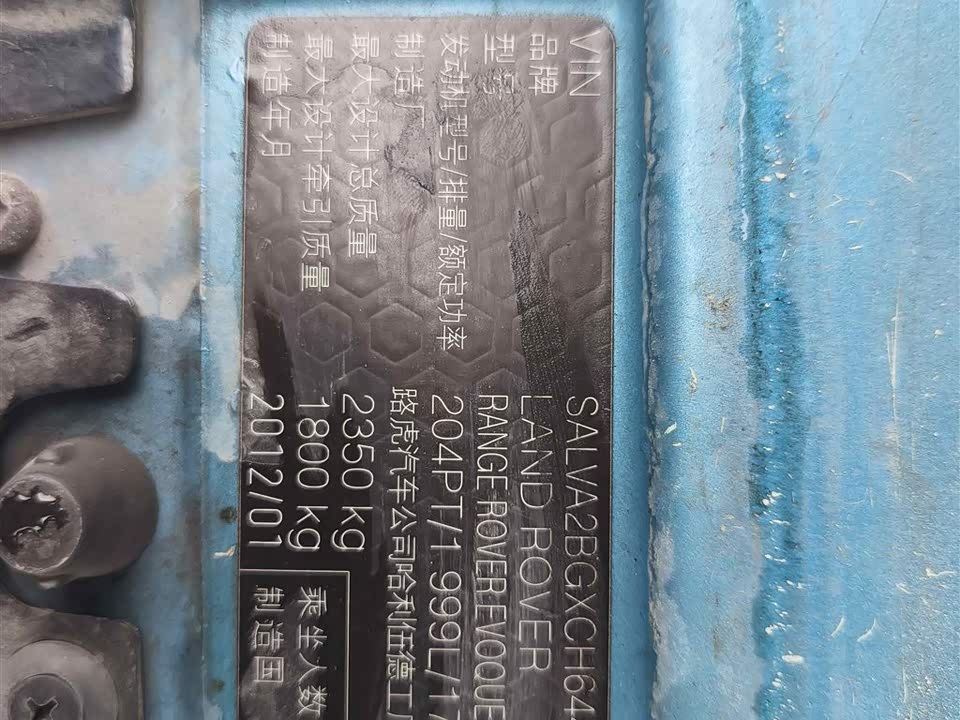 VIN SALVA2BGXCH64
品牌 LAND ROVER
型号 RANGE ROVER EVOQUE
发动机型号/排量/额定功率 204PT/1.999L/17
制造厂 路虎汽车公司哈利伍德工厂
最大设计总质量 2350 kg
最大设计牵引质量 1800 kg 乘坐人数
制造年月 2012/01 制造国